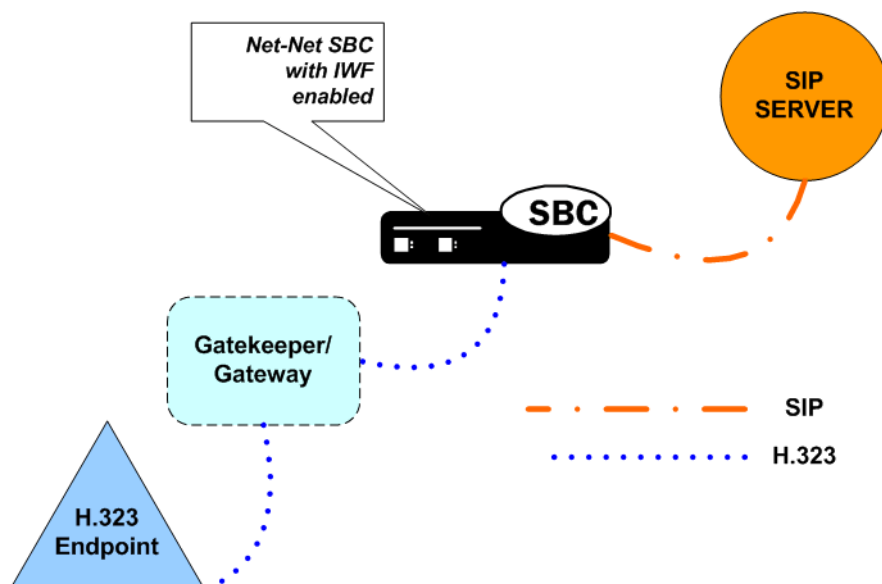 Net-Net SBC
with IWF
enabled
SIP
SERVER
SBC
Gatekeeper/
Gateway
SIP
H.323
H.323
Endpoint